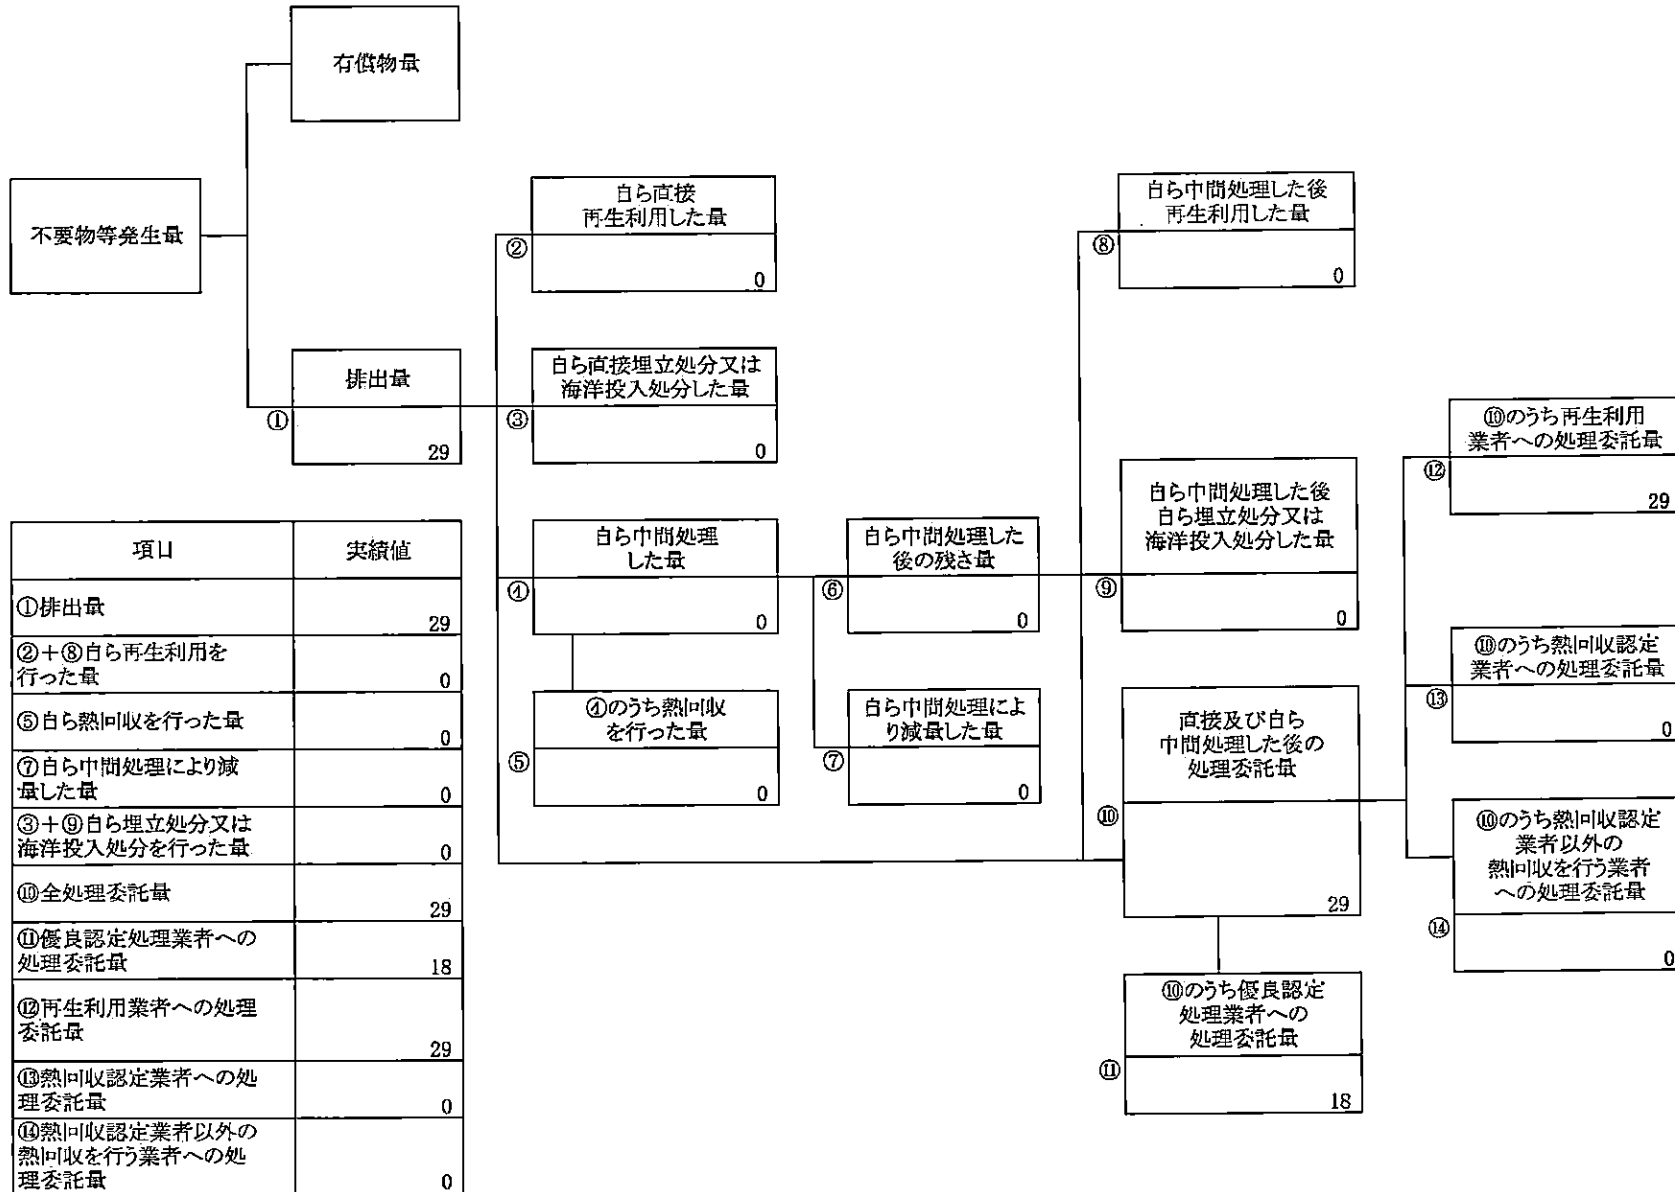 有償物量
不要物等発生量
自ら直接
再生利用した量
②
0
自ら中間処理した後
再生利用した量
⑧
0
排出量
①
29
自ら直接埋立処分又は
海洋投入処分した量
③
0
⑩のうち再生利用
業者への処理委託量
⑫
29
自ら中間処理
した量
④
0
自ら中間処理した
後の残さ量
⑥
0
自ら中間処理した後
自ら埋立処分又は
海洋投入処分した量
⑨
0
⑩のうち熱回収認定
業者への処理委託量
⑬
0
④のうち熱回収
を行った量
⑤
0
自ら中間処理によ
り減量した量
⑦
0
直接及び自ら
中間処理した後の
処理委託量
⑩
29
⑩のうち熱回収認定
業者以外の
熱回収を行う業者
への処理委託量
⑭
0
⑩のうち優良認定
処理業者への
処理委託量
⑪
18
項目 実績値
①排出量
29
②+⑧自ら再生利用を
行った量 0
⑤自ら熱回収を行った量
0
⑦自ら中間処理により減
量した量 0
③+⑨自ら埋立処分又は
海洋投入処分を行った量 0
⑩全処理委託量
29
⑪優良認定処理業者への
処理委託量 18
⑫再生利用業者への処理
委託量
29
⑬熱回収認定業者への処
理委託量 0
⑭熱回収認定業者以外の
熱回収を行う業者への処
理委託量 0